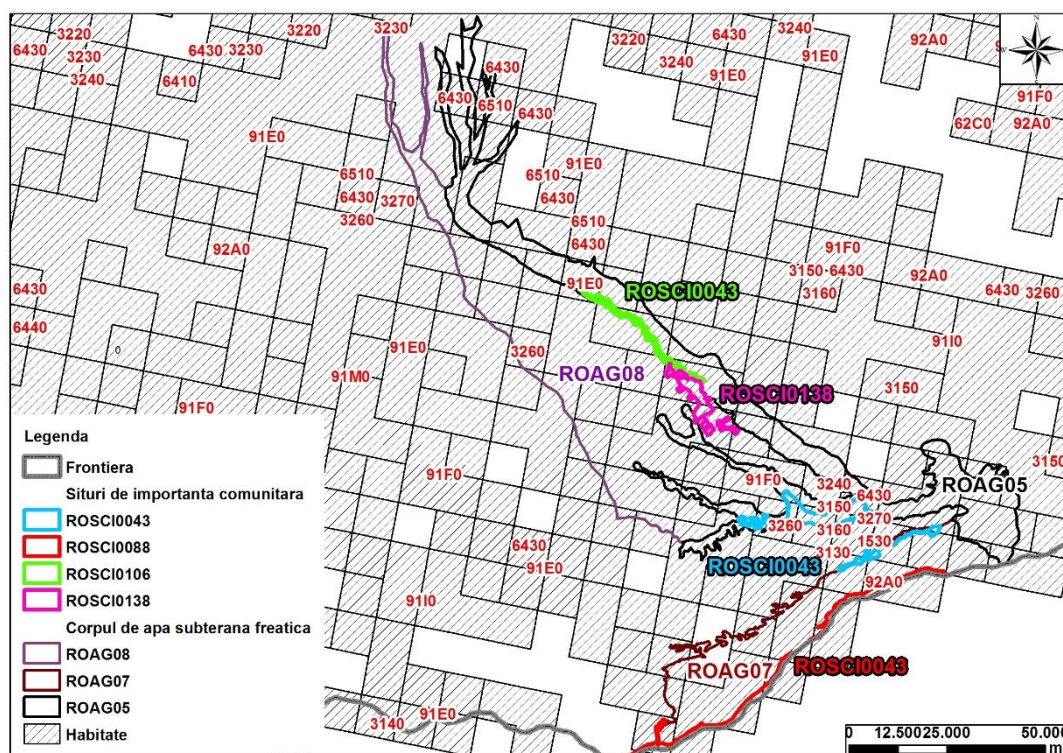 3220
3230
3240
6430
3220
6430
3230
6410
3220
3230
3220
6430
3240
3240
91E0
91E0
92A0
N
W
91F0
62C0
92A0
6430
6430
6510
6430
91E0
91E0
6510
6430
3270
3260
6510
6430
6510
6430
92A0
91F0
3150
6430
3160
92A0
6430
3260
91E0
ROSCI0043
6430
6440
0
91E0
3260
91I0
91M0
ROAG08
ROSCI0138
3150
91F0
91F0
91F0
3240
3150
6430
3270
3260
3160
1530
3130
3150
ROAG05
6430
91E0
ROSCI0043
92A0
91I0
ROAG07
ROSCI0043
3140
91E0
Legenda
Frontiera
Situri de importanta comunitara
ROSCI0043
ROSCI0088
ROSCI0106
ROSCI0138
Corpul de apa subterana freatica
ROAG08
ROAG07
ROAG05
Habitate
0 12.500 25.000 50.00
m